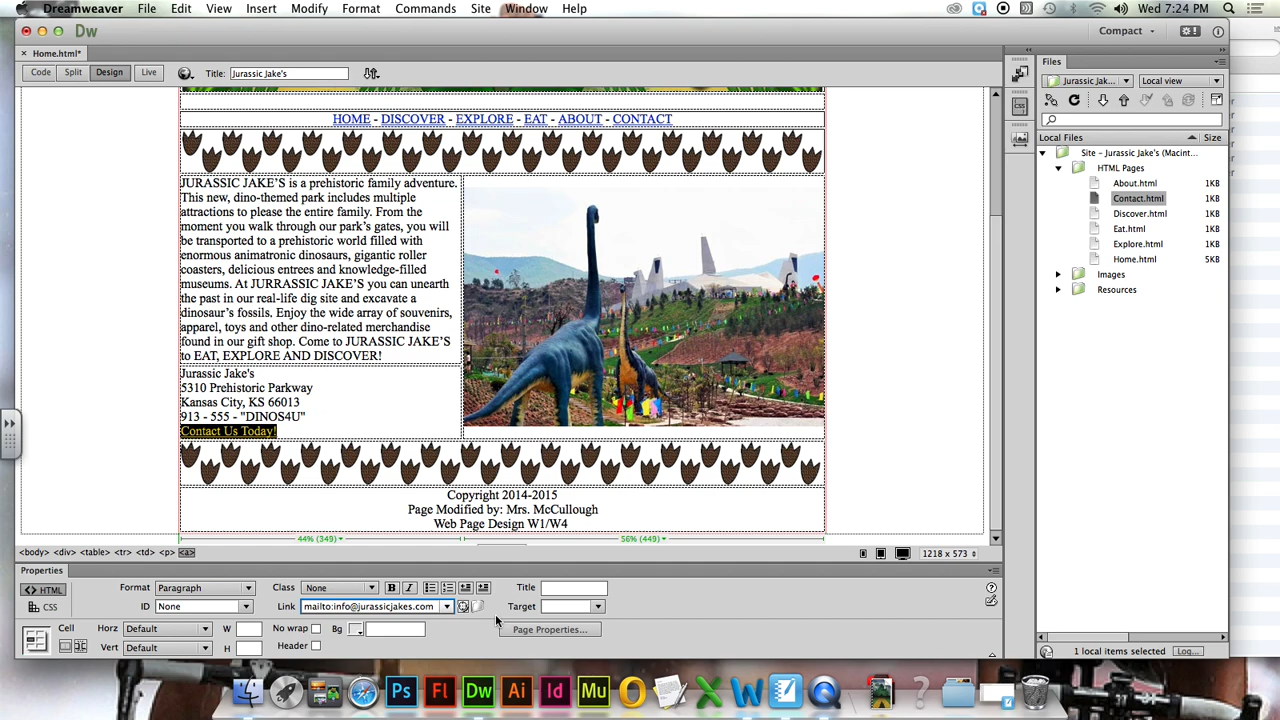 Dreamweaver File Edit View Insert Modify Format Commands Site Window Help Wed 7:24 PM
Dw Compact
Home.html*
Code Split Design Live Title: Jurassic Jake's
HOME - DISCOVER - EXPLORE - EAT - ABOUT - CONTACT
JURASSIC JAKE'S is a prehistoric family adventure.
This new, dino-themed park includes multiple
attractions to please the entire family. From the
moment you walk through our park's gates, you will
be transported to a prehistoric world filled with
enormous animatronic dinosaurs, gigantic roller
coasters, delicious entrees and knowledge-filled
museums. At JURRASSIC JAKE'S you can unearth
the past in our real-life dig site and excavate a
dinosaur's fossils. Enjoy the wide array of souvenirs,
apparel, toys and other dino-related merchandise
found in our gift shop. Come to JURASSIC JAKE'S
to EAT, EXPLORE AND DISCOVER!
Jurassic Jake's
5310 Prehistoric Parkway
Kansas City, KS 66013
913 - 555 - "DINOS4U"
Contact Us Today!
Copyright 2014-2015
Page Modified by: Mrs. McCullough
Web Page Design W1/W4
44% (349) 56% (449)
<body> <div> <table> <tr> <td> <p> <a> 1218 x 573
Files
Jurassic Jak... Local view
Local Files Size
Site - Jurassic Jake's (Macint...
HTML Pages
About.html 1KB
Contact.html 1KB
Discover.html 1KB
Eat.html 1KB
Explore.html 1KB
Home.html 5KB
Images
Resources
1 local items selected Log...
Properties
HTML Format Paragraph Class None B I Title
CSS ID None Link mailto:info@jurassicjakes.com Target
Cell Horz Default W No wrap Bg Page Properties...
Vert Default H Header
Ps Fl Dw Ai Id Mu